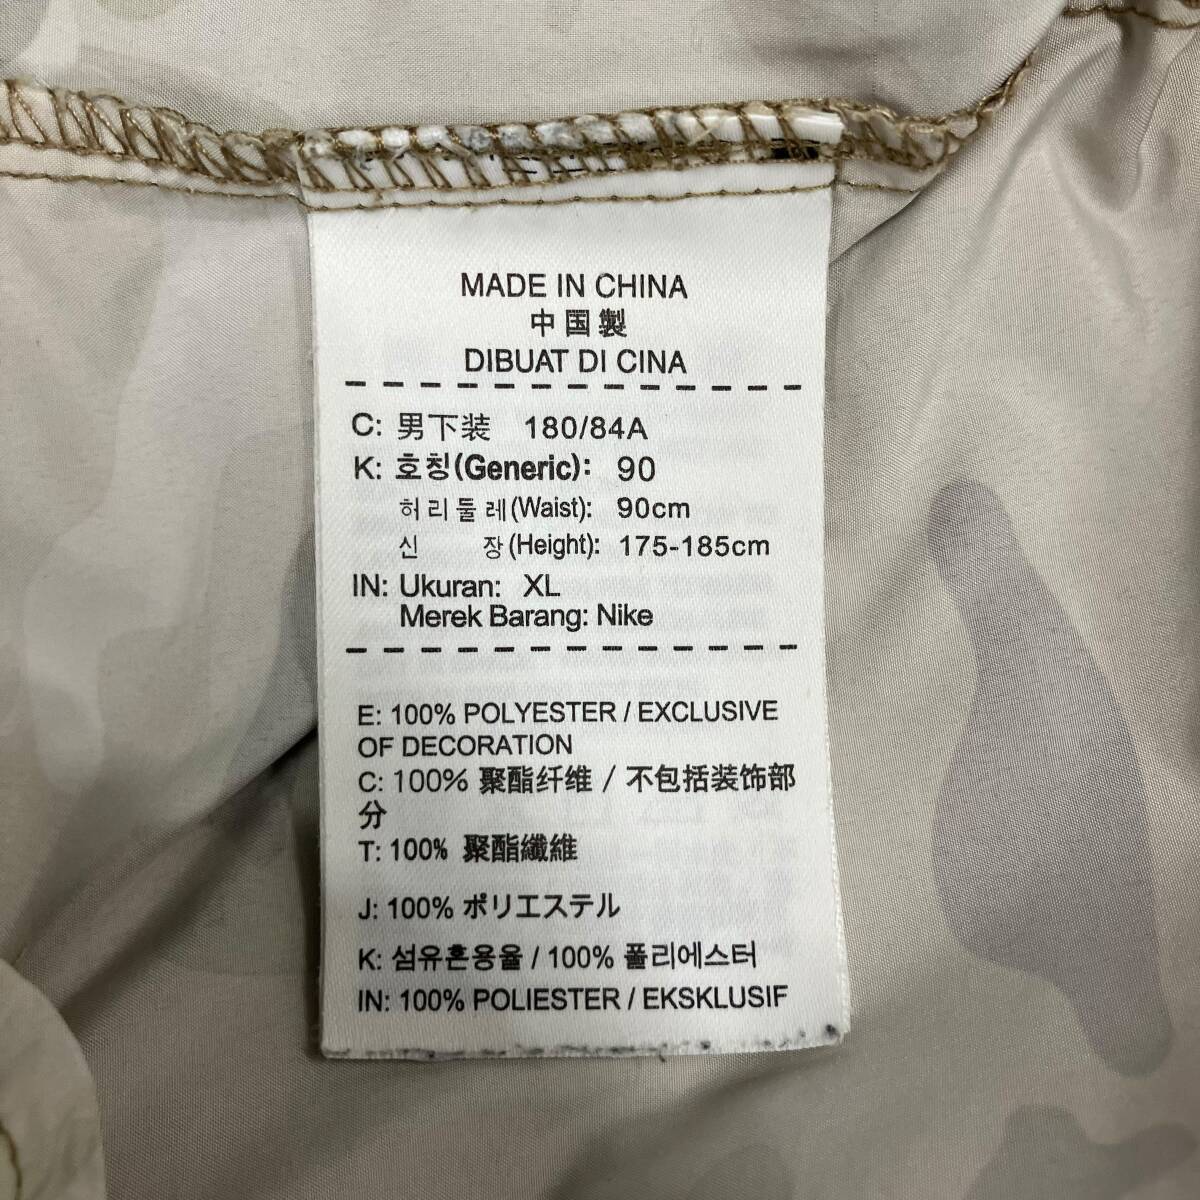 MADE IN CHINA
中国製
DIBUAT DI CINA
C: 男下装 180/84A
K: 호칭(Generic): 90
허리둘레(Waist): 90cm
신 장(Height): 175-185cm
IN: Ukuran: XL
Merek Barang: Nike
E: 100% POLYESTER / EXCLUSIVE
OF DECORATION
C: 100% 聚酯纤维 / 不包括装饰部
分
T: 100% 聚酯纖維
J: 100% ポリエステル
K: 섬유혼용율 / 100% 폴리에스터
IN: 100% POLIESTER / EKSKLUSIF